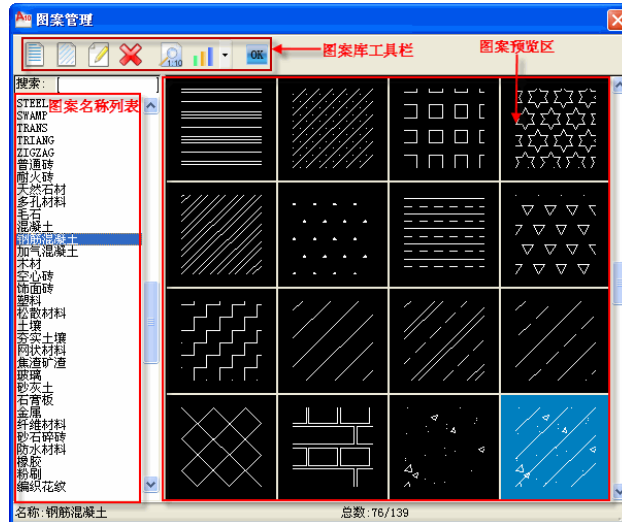 图案管理
1:10
OK
图案库工具栏
图案预览区
搜索:
图案名称列表
STEEL
SWAMP
TRANS
TRIANG
ZIGZAG
普通砖
耐火砖
天然石材
多孔材料
毛石
混凝土
钢筋混凝土
加气混凝土
木材
空心砖
饰面砖
塑料
松散材料
土壤
夯实土壤
网状材料
焦渣矿渣
玻璃
砂灰土
石膏板
金属
纤维材料
砂石碎砖
防水材料
橡胶
粉刷
编织花纹
名称:钢筋混凝土
总数:76/139